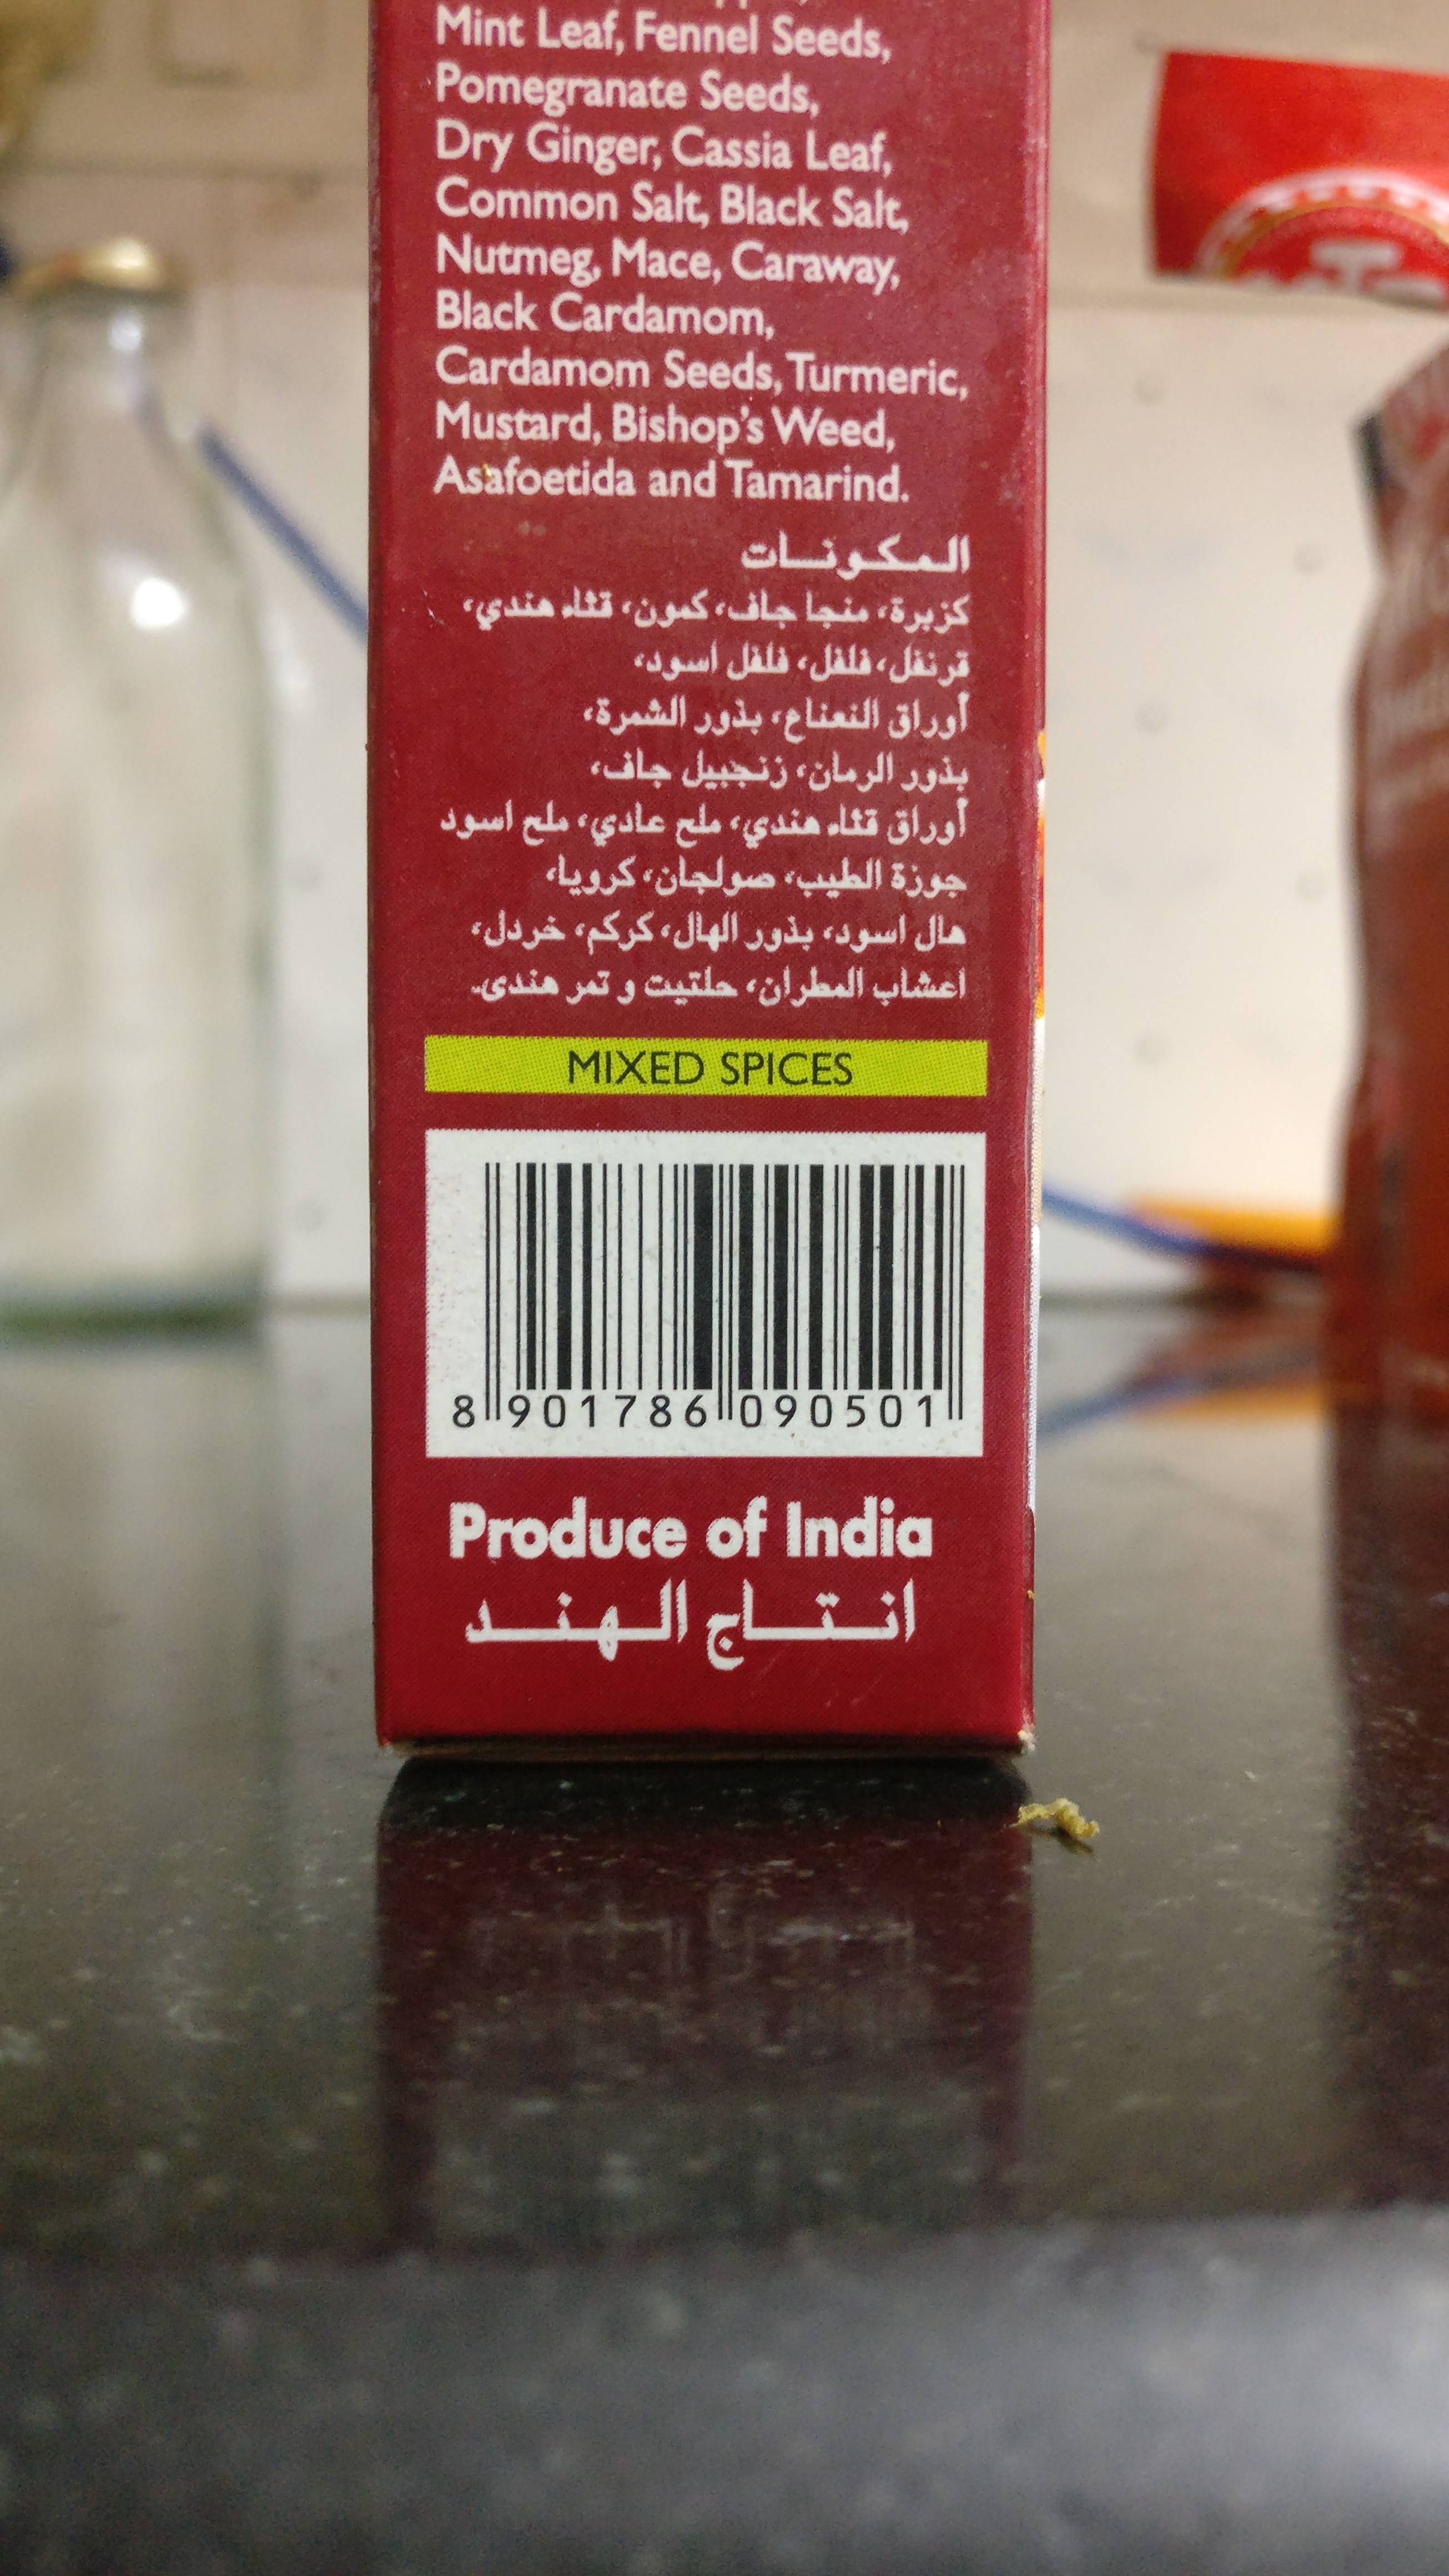 Mint Leaf, Fennel Seeds,
Pomegranate Seeds,
Dry Ginger, Cassia Leaf,
Common Salt, Black Salt,
Nutmeg, Mace, Caraway,
Black Cardamom,
Cardamom Seeds, Turmeric,
Mustard, Bishop's Weed,
Asafoetida and Tamarind.
المكونات
كزبرة، منجا جاف، كمون، قثاء هندي،
قرنفل، فلفل، فلفل اسود،
أوراق النعناع، بذور الشمرة،
بذور الرمان، زنجبيل جاف،
أوراق قثاء هندي، ملح عادي، ملح اسود
جوزة الطيب، صولجان، كرويا،
هال اسود، بذور الهال، كركم، خردل،
اعشاب المطران، حلتيت و تمر هندى.
MIXED SPICES
8 901786 090501
Produce of India
انتاج الهند